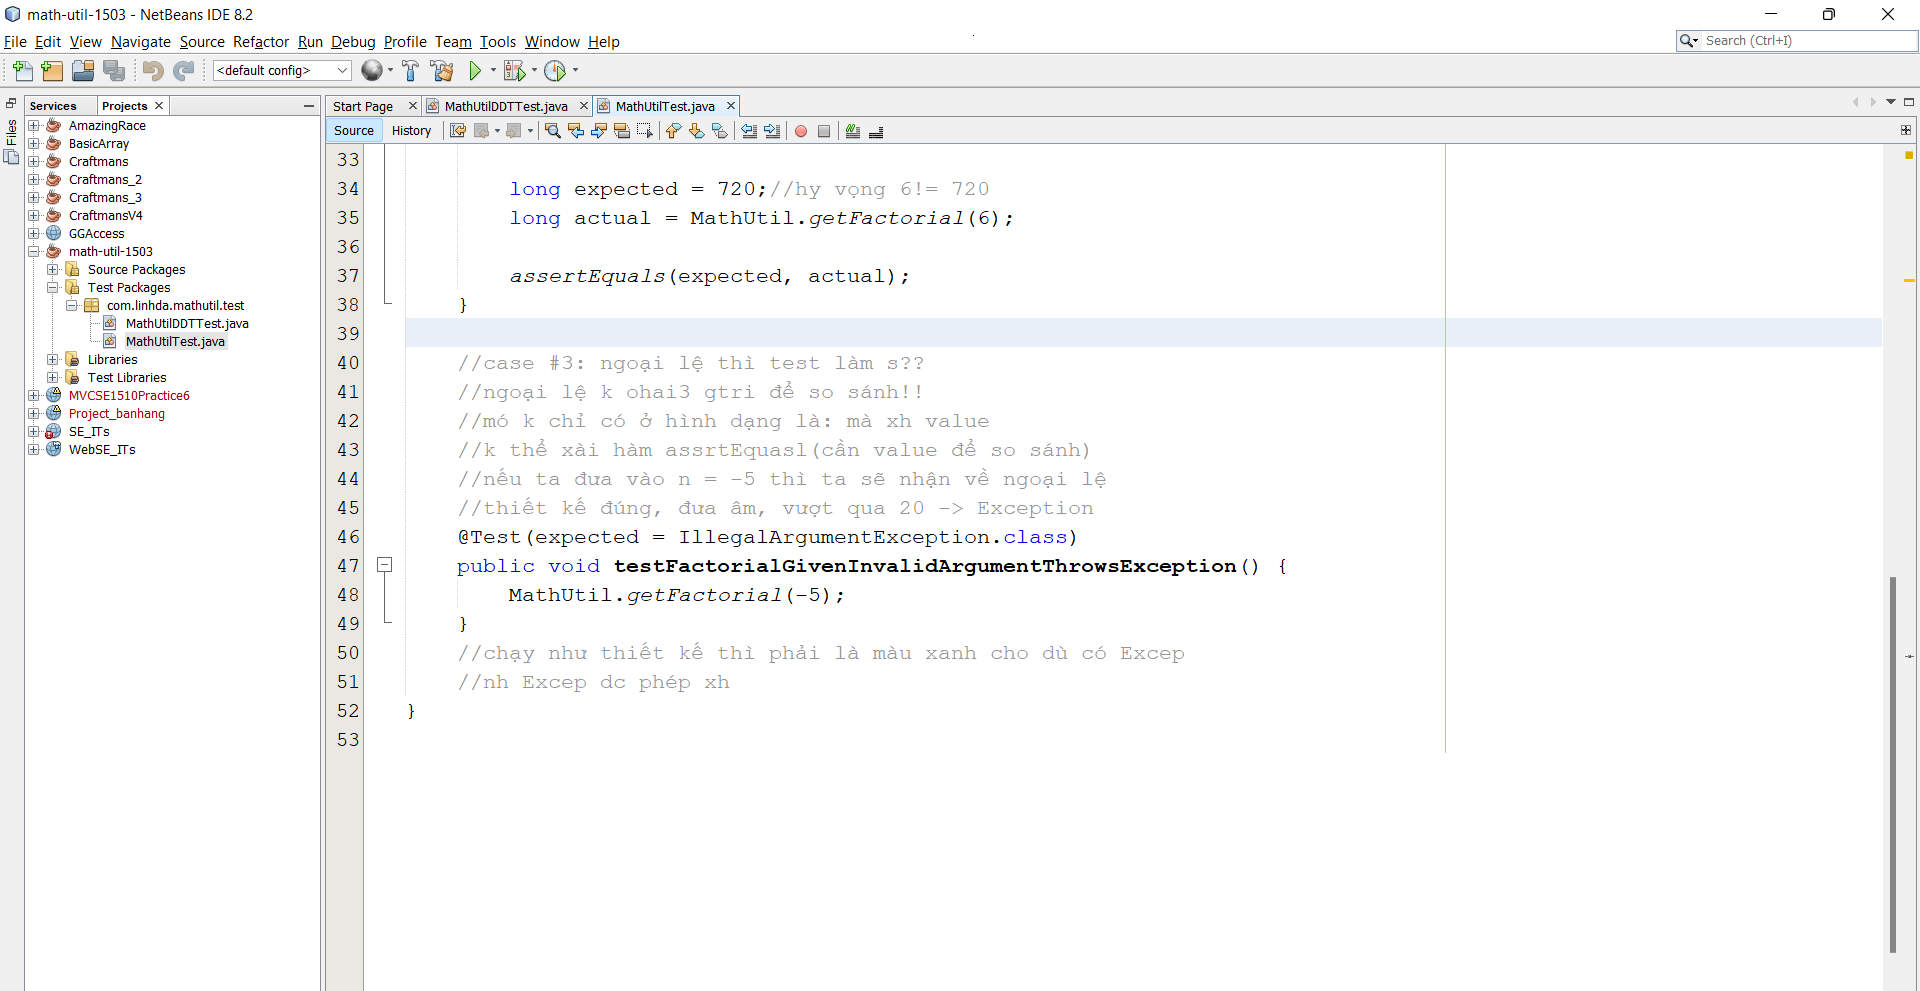 math-util-1503 - NetBeans IDE 8.2
File Edit View Navigate Source Refactor Run Debug Profile Team Tools Window Help
Search (Ctrl+I)
<default config>
Files
Services Projects
AmazingRace
BasicArray
Craftmans
Craftmans_2
Craftmans_3
CraftmansV4
GGAccess
math-util-1503
Source Packages
Test Packages
com.linhda.mathutil.test
MathUtilDDTTest.java
MathUtilTest.java
Libraries
Test Libraries
MVCSE1510Practice6
Project_banhang
SE_ITs
WebSE_ITs
Start Page MathUtilDDTTest.java MathUtilTest.java
Source History
33
34 long expected = 720;//hy vọng 6!= 720
35 long actual = MathUtil.getFactorial(6);
36
37 assertEquals(expected, actual);
38 }
39
40 //case #3: ngoại lệ thì test làm s??
41 //ngoại lệ k ohai3 gtri để so sánh!!
42 //mó k chỉ có ở hình dạng là: mà xh value
43 //k thể xài hàm assrtEquasl(cần value để so sánh)
44 //nếu ta đưa vào n = -5 thì ta sẽ nhận về ngoại lệ
45 //thiết kế đúng, đưa âm, vượt qua 20 -> Exception
46 @Test(expected = IllegalArgumentException.class)
47 public void testFactorialGivenInvalidArgumentThrowsException() {
48 MathUtil.getFactorial(-5);
49 }
50 //chạy như thiết kế thì phải là màu xanh cho dù có Excep
51 //nh Excep dc phép xh
52 }
53